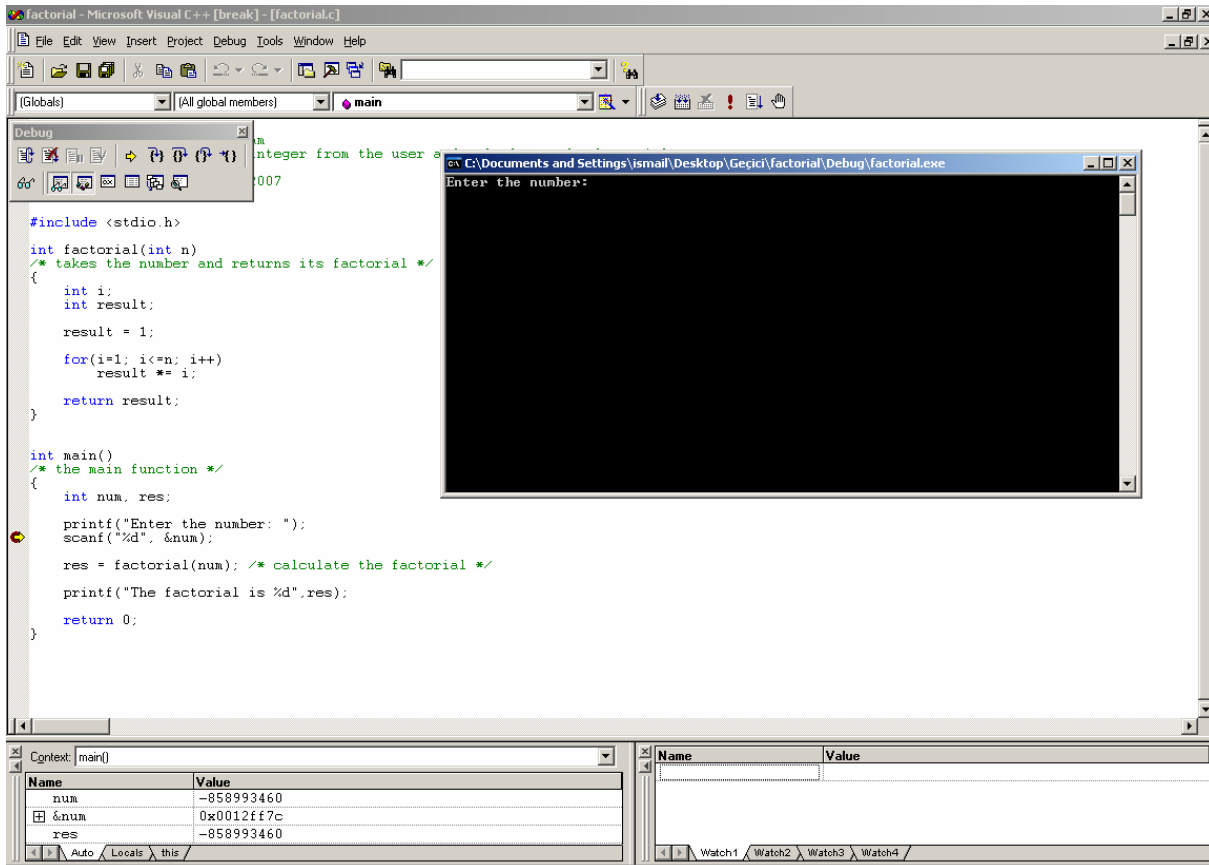 factorial - Microsoft Visual C++ [break] - [factorial.c]
File Edit View Insert Project Debug Tools Window Help
(Globals) (All global members) main
Debug
nteger from the user a
2007
C:\Documents and Settings\ismail\Desktop\Geçici\factorial\Debug\factorial.exe
Enter the number:
#include <stdio.h>
int factorial(int n)
/* takes the number and returns its factorial */
{
int i;
int result;
result = 1;
for(i=1; i<=n; i++)
result *= i;
return result;
}
int main()
/* the main function */
{
int num, res;
printf("Enter the number: ");
scanf("%d", &num);
res = factorial(num); /* calculate the factorial */
printf("The factorial is %d",res);
return 0;
}
Context: main()
Name Value
num -858993460
&num 0x0012ff7c
res -858993460
Auto Locals this
Name Value
Watch1 Watch2 Watch3 Watch4